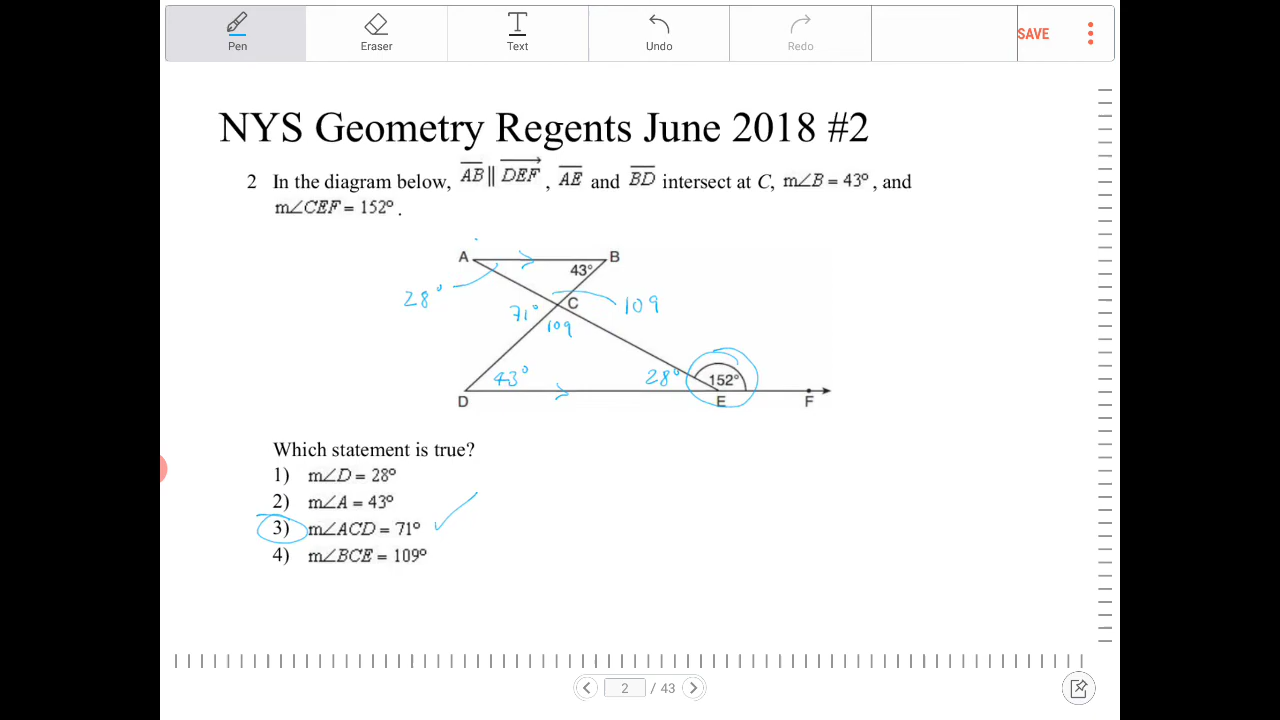 Pen
Eraser
Text
Undo
Redo
SAVE
NYS Geometry Regents June 2018 #2
2 In the diagram below, AB ∥ DEF, AE and BD intersect at C, m∠B = 43°, and
m∠CEF = 152°.
A
B
43°
28°
C
71°
109
109
43°
28°
152°
D
E
F
Which statement is true?
1) m∠D = 28°
2) m∠A = 43°
3) m∠ACD = 71° ✓
4) m∠BCE = 109°
2 / 43